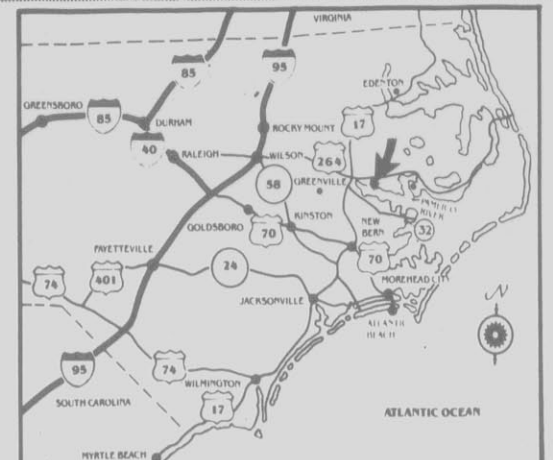 VIRGINIA
95
85
EDENTON
GREENSBORO
85
DURHAM
17
ROCKY MOUNT
40
RALEIGH
WILSON
264
58
GREENVILLE
PAMLICO
RIVER
KINSTON
GOLDSBORO
70
NEW
BERN
32
FAYETTEVILLE
70
24
74
401
MOREHEAD CITY
N
JACKSONVILLE
ATLANTIC
BEACH
95
74
WILMINGTON
SOUTH CAROLINA
17
ATLANTIC OCEAN
MYRTLE BEACH